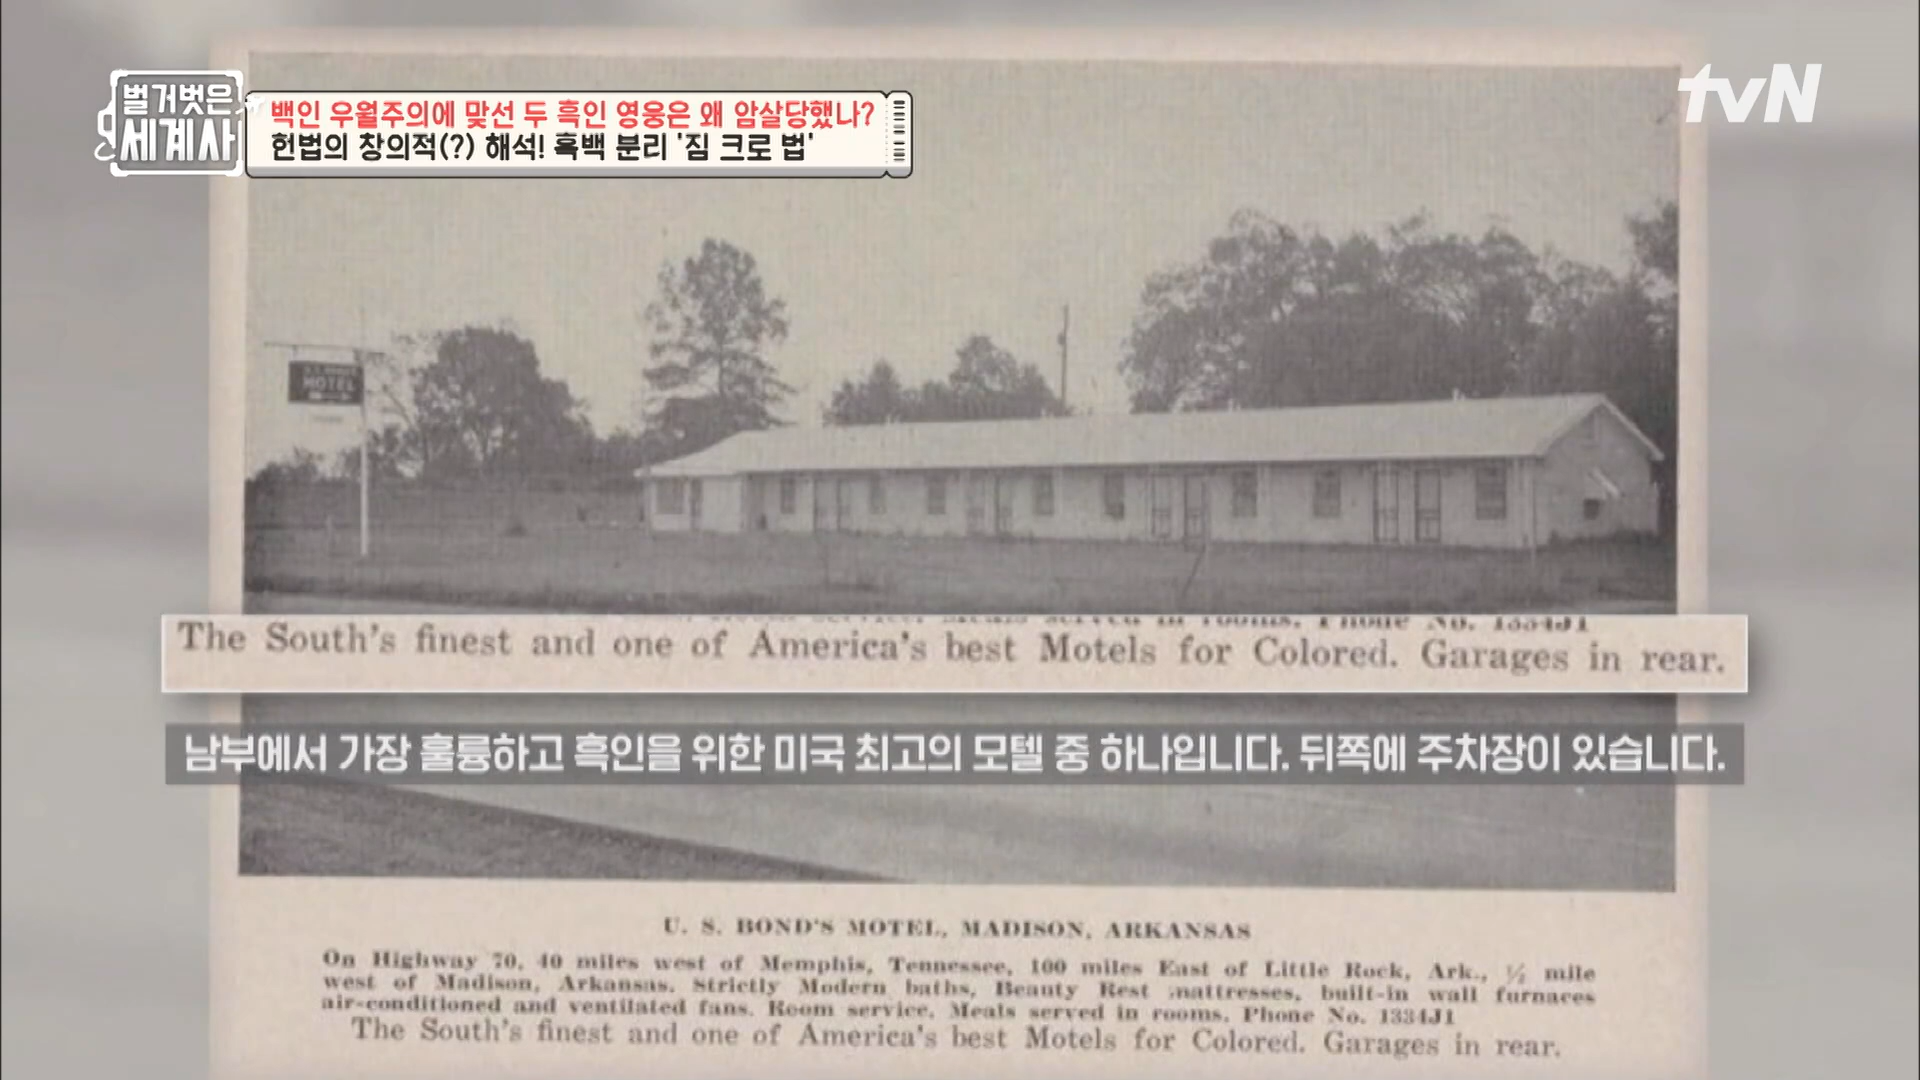 벌거벗은
세계사
백인 우월주의에 맞선 두 흑인 영웅은 왜 암살당했나?
헌법의 창의적(?) 해석! 흑백 분리 '짐 크로 법'
tvN
MOTEL
Meals served in rooms. Phone No. 1334J1
The South's finest and one of America's best Motels for Colored. Garages in rear.
남부에서 가장 훌륭하고 흑인을 위한 미국 최고의 모텔 중 하나입니다. 뒤쪽에 주차장이 있습니다.
U. S. BOND'S MOTEL, MADISON, ARKANSAS
On Highway 70, 40 miles west of Memphis, Tennessee, 100 miles East of Little Rock, Ark., ½ mile
west of Madison, Arkansas. Strictly Modern baths, Beauty Rest mattresses, built-in wall furnaces
air-conditioned and ventilated fans. Room service. Meals served in rooms. Phone No. 1334J1
The South's finest and one of America's best Motels for Colored. Garages in rear.